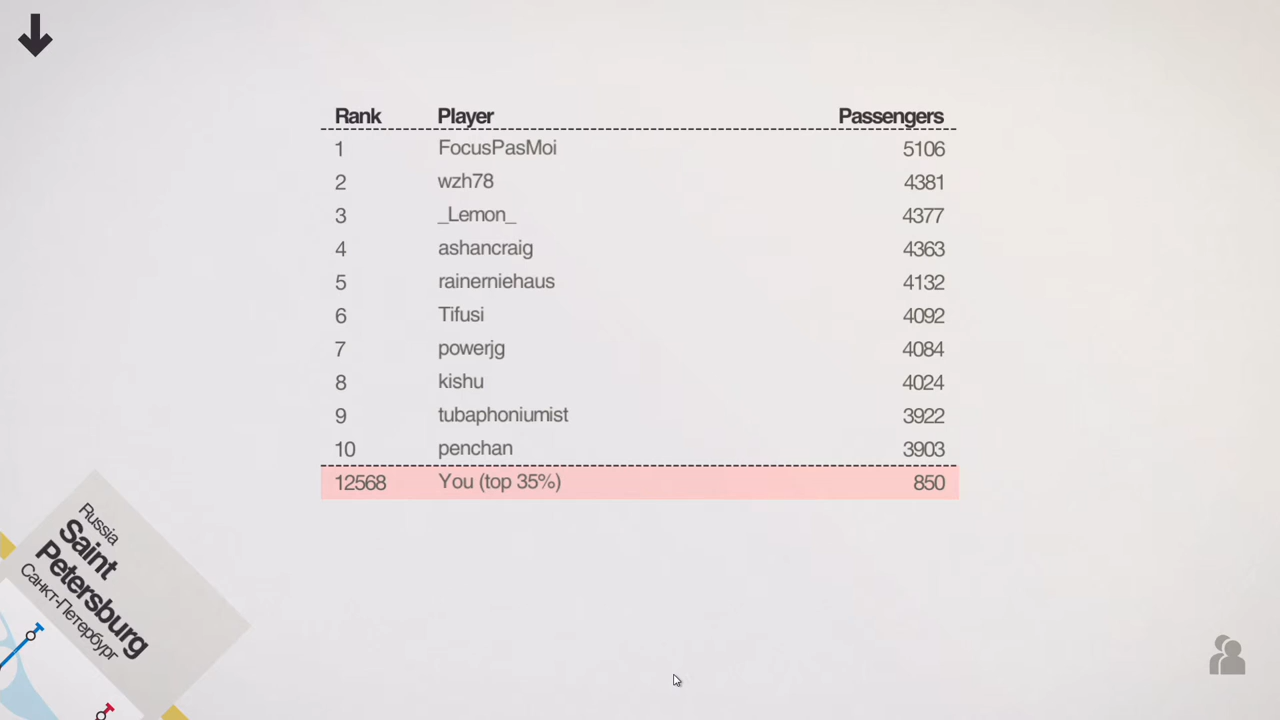 Rank Player Passengers
1 FocusPasMoi 5106
2 wzh78 4381
3 _Lemon_ 4377
4 ashancraig 4363
5 rainerniehaus 4132
6 Tifusi 4092
7 powerjg 4084
8 kishu 4024
9 tubaphoniumist 3922
10 penchan 3903
12568 You (top 35%) 850
Russia
Saint
Petersburg
Санкт-Петербург